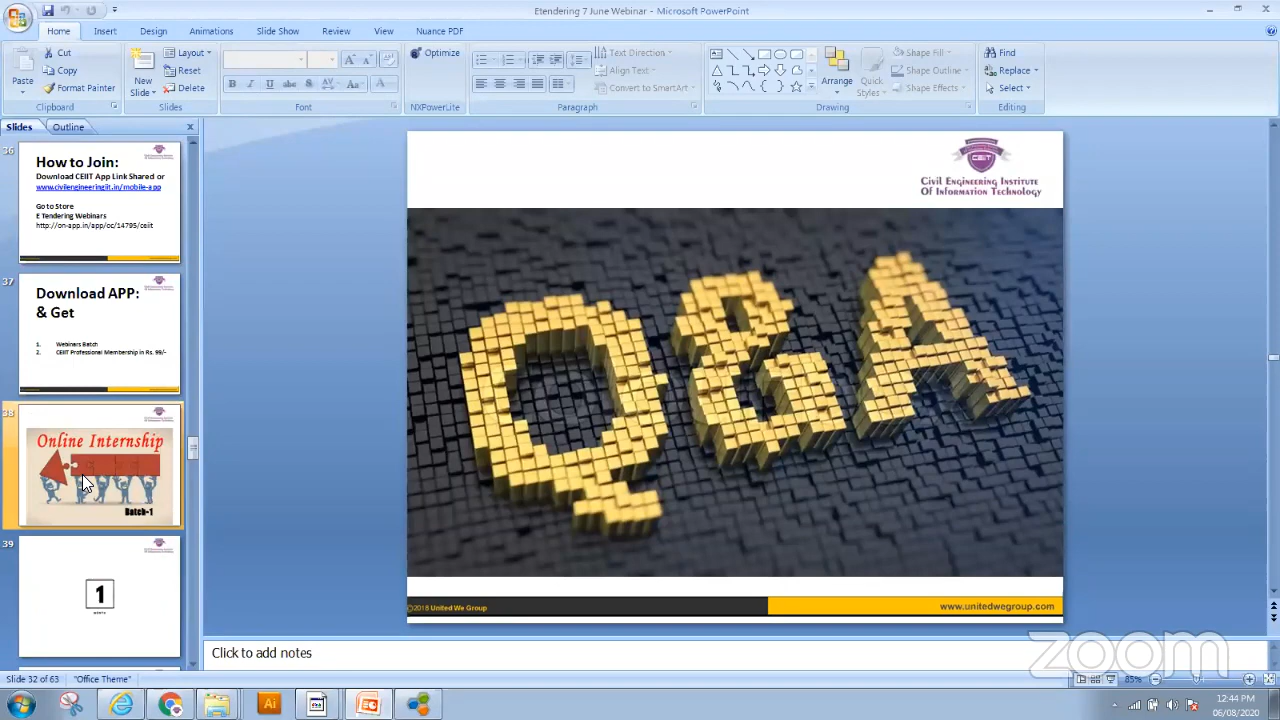 Etendering 7 June Webinar - Microsoft PowerPoint
Home Insert Design Animations Slide Show Review View Nuance PDF
Paste
Cut
Copy
Format Painter
Clipboard
New Slide
Layout
Reset
Delete
Slides
Font
Optimize
NXPowerLite
Text Direction
Align Text
Convert to SmartArt
Paragraph
Arrange
Quick Styles
Shape Fill
Shape Outline
Shape Effects
Drawing
Find
Replace
Select
Editing
Slides Outline
36
How to Join:
Download CEIIT App Link Shared or
www.civilengineeringiit.in/mobile-app
Go to Store
E Tendering Webinars
http://on-app.in/app/oc/14795/ceiit
37
Download APP:
& Get
1. Webinars Batch
2. CEIIT Professional Membership in Rs. 99/-
38
Online Internship
Batch-1
39
1
CEIIT
Civil Engineering Institute
Of Information Technology
Q & A
©2018 United We Group
www.unitedwegroup.com
Click to add notes
zoom
Slide 32 of 63 "Office Theme" 83%
Ai
12:44 PM
06/08/2020